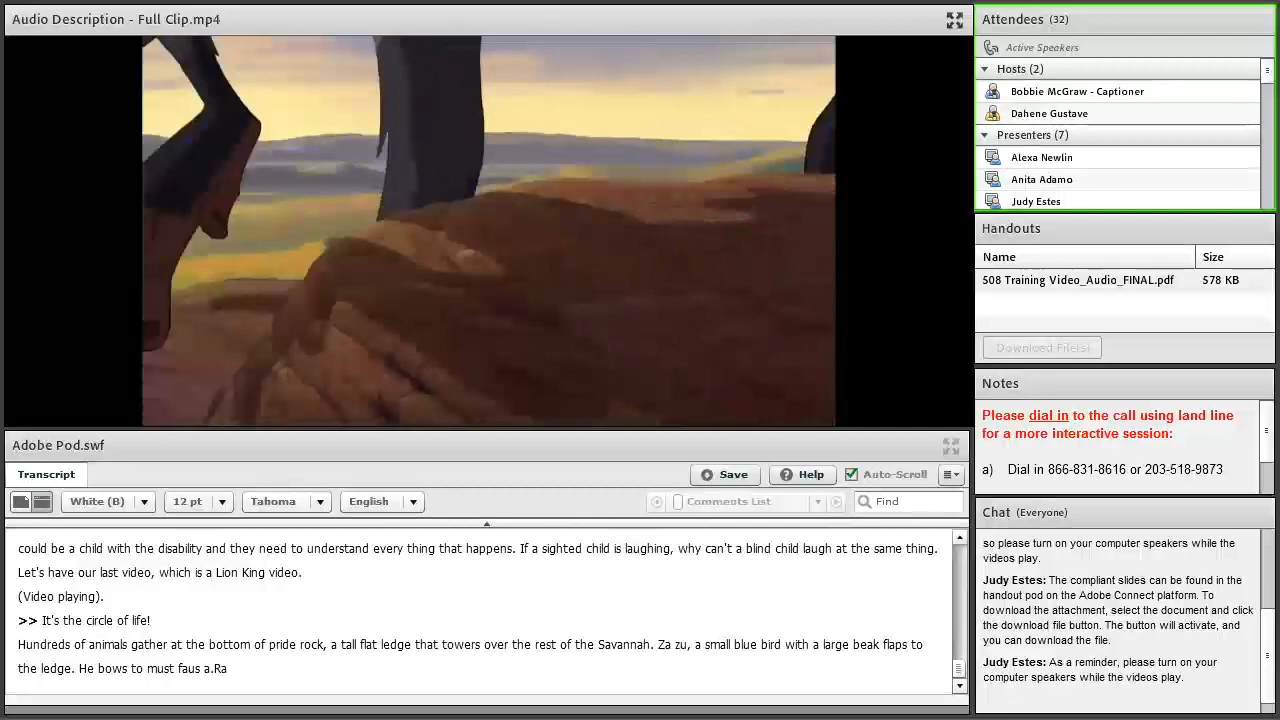 Audio Description - Full Clip.mp4
Attendees (32)
Active Speakers
Hosts (2)
Bobbie McGraw - Captioner
Dahene Gustave
Presenters (7)
Alexa Newlin
Anita Adamo
Judy Estes
Handouts
Name Size
508 Training Video_Audio_FINAL.pdf 578 KB
Download File(s)
Notes
Please dial in to the call using land line
for a more interactive session:
a) Dial in 866-831-8616 or 203-518-9873
Adobe Pod.swf
Transcript Save Help Auto-Scroll
White (B) 12 pt Tahoma English Comments List Find
could be a child with the disability and they need to understand every thing that happens. If a sighted child is laughing, why can't a blind child laugh at the same thing.
Let's have our last video, which is a Lion King video.
(Video playing).
>> It's the circle of life!
Hundreds of animals gather at the bottom of pride rock, a tall flat ledge that towers over the rest of the Savannah. Za zu, a small blue bird with a large beak flaps to
the ledge. He bows to must faus a.Ra
Chat (Everyone)
so please turn on your computer speakers while the
videos play.
Judy Estes: The compliant slides can be found in the
handout pod on the Adobe Connect platform. To
download the attachment, select the document and click
the download file button. The button will activate, and
you can download the file.
Judy Estes: As a reminder, please turn on your
computer speakers while the videos play.